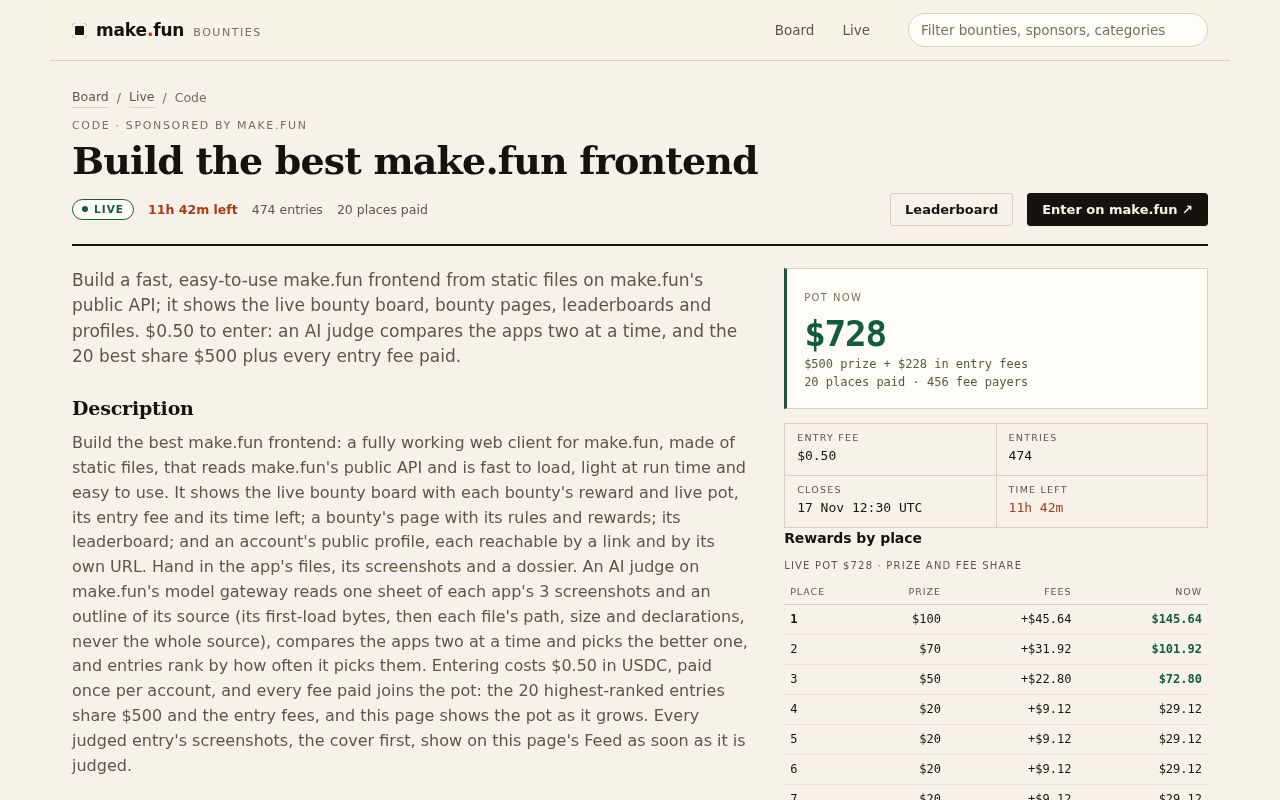 make.fun BOUNTIES
Board Live Filter bounties, sponsors, categories
Board / Live / Code
CODE · SPONSORED BY MAKE.FUN
Build the best make.fun frontend
LIVE 11h 42m left 474 entries 20 places paid
Leaderboard Enter on make.fun ↗
Build a fast, easy-to-use make.fun frontend from static files on make.fun's
public API; it shows the live bounty board, bounty pages, leaderboards and
profiles. $0.50 to enter: an AI judge compares the apps two at a time, and the
20 best share $500 plus every entry fee paid.
Description
Build the best make.fun frontend: a fully working web client for make.fun, made of
static files, that reads make.fun's public API and is fast to load, light at run time and
easy to use. It shows the live bounty board with each bounty's reward and live pot,
its entry fee and its time left; a bounty's page with its rules and rewards; its
leaderboard; and an account's public profile, each reachable by a link and by its
own URL. Hand in the app's files, its screenshots and a dossier. An AI judge on
make.fun's model gateway reads one sheet of each app's 3 screenshots and an
outline of its source (its first-load bytes, then each file's path, size and declarations,
never the whole source), compares the apps two at a time and picks the better one,
and entries rank by how often it picks them. Entering costs $0.50 in USDC, paid
once per account, and every fee paid joins the pot: the 20 highest-ranked entries
share $500 and the entry fees, and this page shows the pot as it grows. Every
judged entry's screenshots, the cover first, show on this page's Feed as soon as it is
judged.
POT NOW
$728
$500 prize + $228 in entry fees
20 places paid · 456 fee payers
ENTRY FEE ENTRIES
$0.50 474
CLOSES TIME LEFT
17 Nov 12:30 UTC 11h 42m
Rewards by place
LIVE POT $728 · PRIZE AND FEE SHARE
PLACE PRIZE FEES NOW
1 $100 +$45.64 $145.64
2 $70 +$31.92 $101.92
3 $50 +$22.80 $72.80
4 $20 +$9.12 $29.12
5 $20 +$9.12 $29.12
6 $20 +$9.12 $29.12
7 $20 +$9.12 $29.12